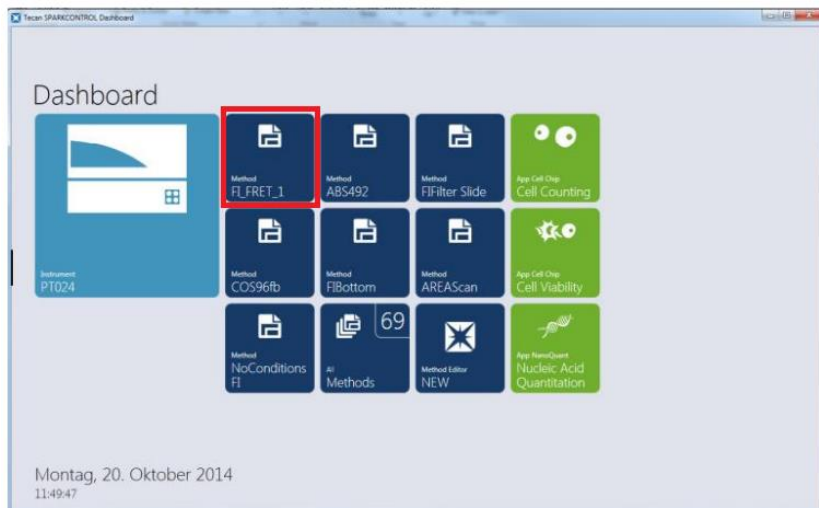 Tecan SPARKCONTROL Dashboard
Dashboard
Instrument
PT024
Method
FI_FRET_1
Method
ABS492
Method
FIFilter Slide
App Cell Chip
Cell Counting
Method
COS96fb
Method
FIBottom
Method
AREAScan
App Cell Chip
Cell Viability
Method
NoConditions
FI
69
All
Methods
Method Editor
NEW
App NanoQuant
Nucleic Acid
Quantitation
Montag, 20. Oktober 2014
11:49:47